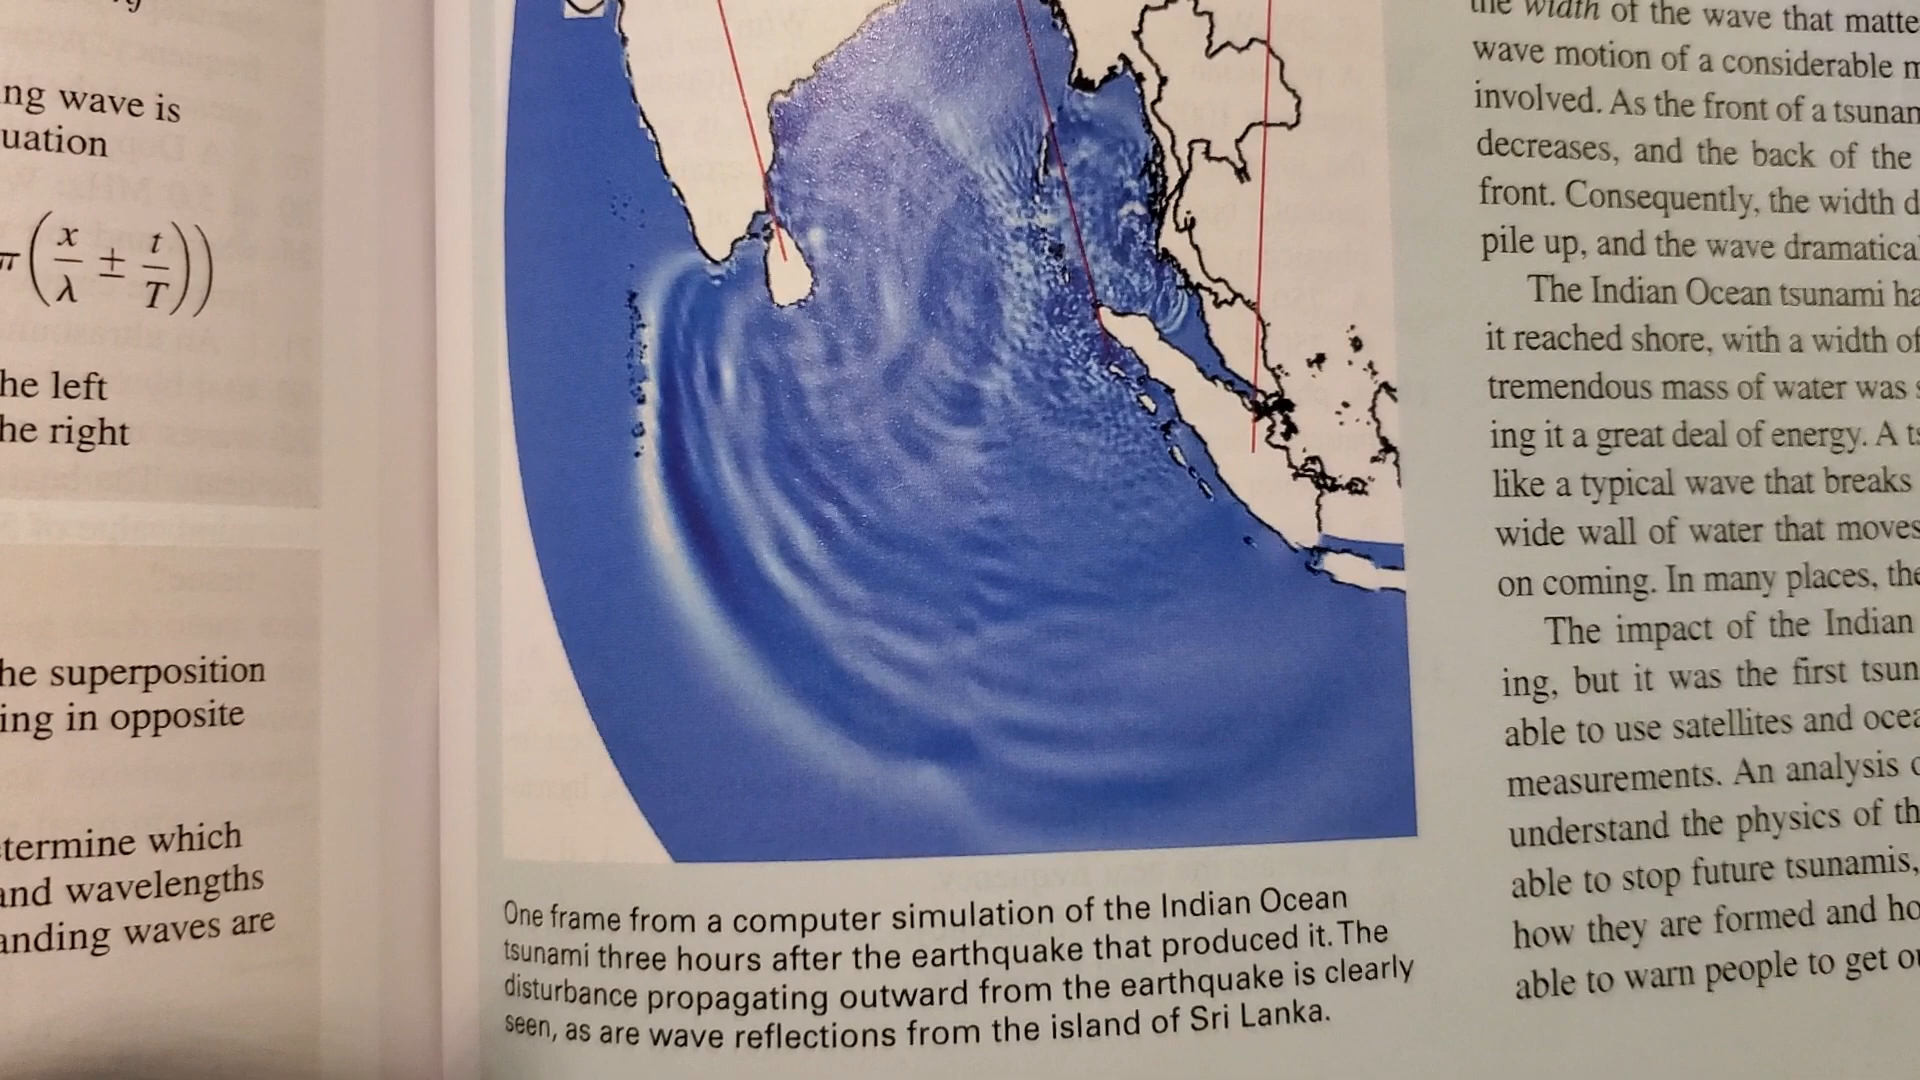 ng wave is
uation
π(x/λ ± t/T))
he left
he right
he superposition
ing in opposite
termine which
and wavelengths
anding waves are
One frame from a computer simulation of the Indian Ocean
tsunami three hours after the earthquake that produced it. The
disturbance propagating outward from the earthquake is clearly
seen, as are wave reflections from the island of Sri Lanka.
the width of the wave that matte
wave motion of a considerable m
involved. As the front of a tsunam
decreases, and the back of the
front. Consequently, the width d
pile up, and the wave dramatica
The Indian Ocean tsunami ha
it reached shore, with a width of
tremendous mass of water was s
ing it a great deal of energy. A ts
like a typical wave that breaks
wide wall of water that moves
on coming. In many places, the
The impact of the Indian
ing, but it was the first tsun
able to use satellites and ocea
measurements. An analysis o
understand the physics of th
able to stop future tsunamis,
how they are formed and ho
able to warn people to get ou